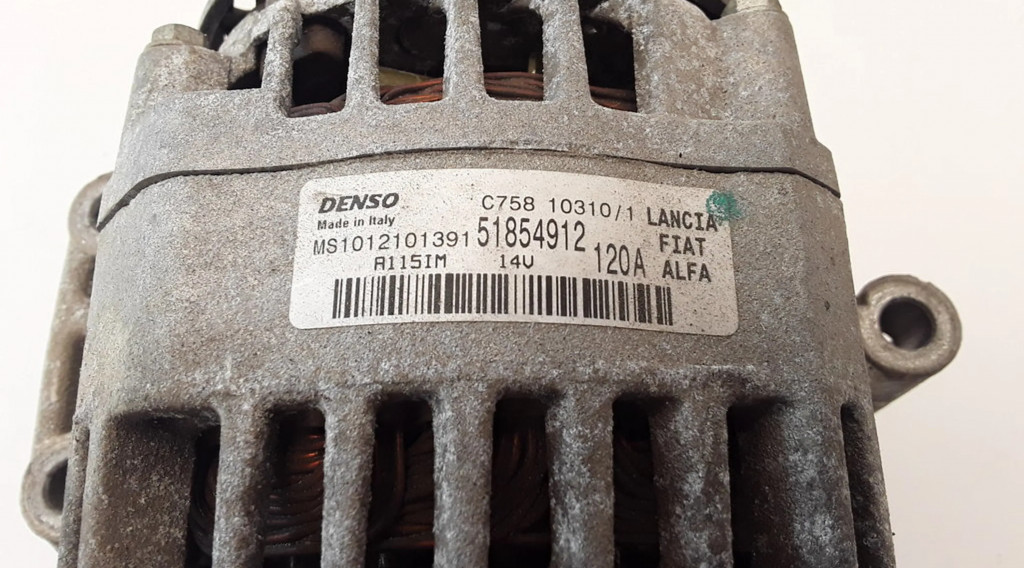 DENSO C758 10310/1 LANCIA
Made in Italy
MS1012101391 51854912 FIAT
A115IM 14V 120A ALFA